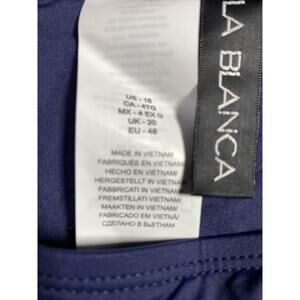 LA BLANCA
US - 16
CA - 4TG
MX - 4 EX G
UK - 20
EU - 48
MADE IN VIETNAM/
FABRIQUÉE EN VIETNAM/
HECHO EN VIETNAM/
HERGESTELLT IN VIETNAM/
FABBRICATI IN VIETNAM/
FREMSTILLATI VIETNAM/
MAAKTEN IN VIETNAM/
FABRICADO EM VIETNÃ/
СДЕЛАНО В ВЬЕТНАМ